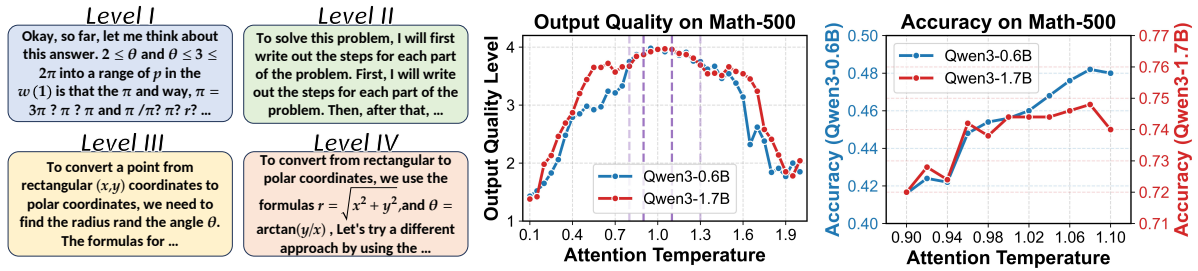 Level I
Okay, so far, let me think about
this answer. 2 ≤ θ and θ ≤ 3 ≤
2π into a range of p in the
w (1) is that the π and way, π =
3π ? π ? π and π /π? π? r? ...
Level II
To solve this problem, I will first
write out the steps for each part
of the problem. First, I will write
out the steps for each part of the
problem. Then, after that, ...
Level III
To convert a point from
rectangular (x,y) coordinates to
polar coordinates, we need to
find the radius rand the angle θ.
The formulas for ...
Level IV
To convert from rectangular to
polar coordinates, we use the
formulas r = √x² + y² ,and θ =
arctan(y/x) , Let's try a different
approach by using the ...
Output Quality on Math-500
Output Quality Level
4
3
2
1
Qwen3-0.6B
Qwen3-1.7B
0.1 0.4 0.7 1.0 1.3 1.6 1.9
Attention Temperature
Accuracy on Math-500
Accuracy (Qwen3-0.6B)
0.50
0.48
0.46
0.44
0.42
0.40
Qwen3-0.6B
Qwen3-1.7B
0.90 0.94 0.98 1.02 1.06 1.10
Attention Temperature
0.77
0.76
0.75
0.74
0.73
0.72
0.71
Accuracy (Qwen3-1.7B)